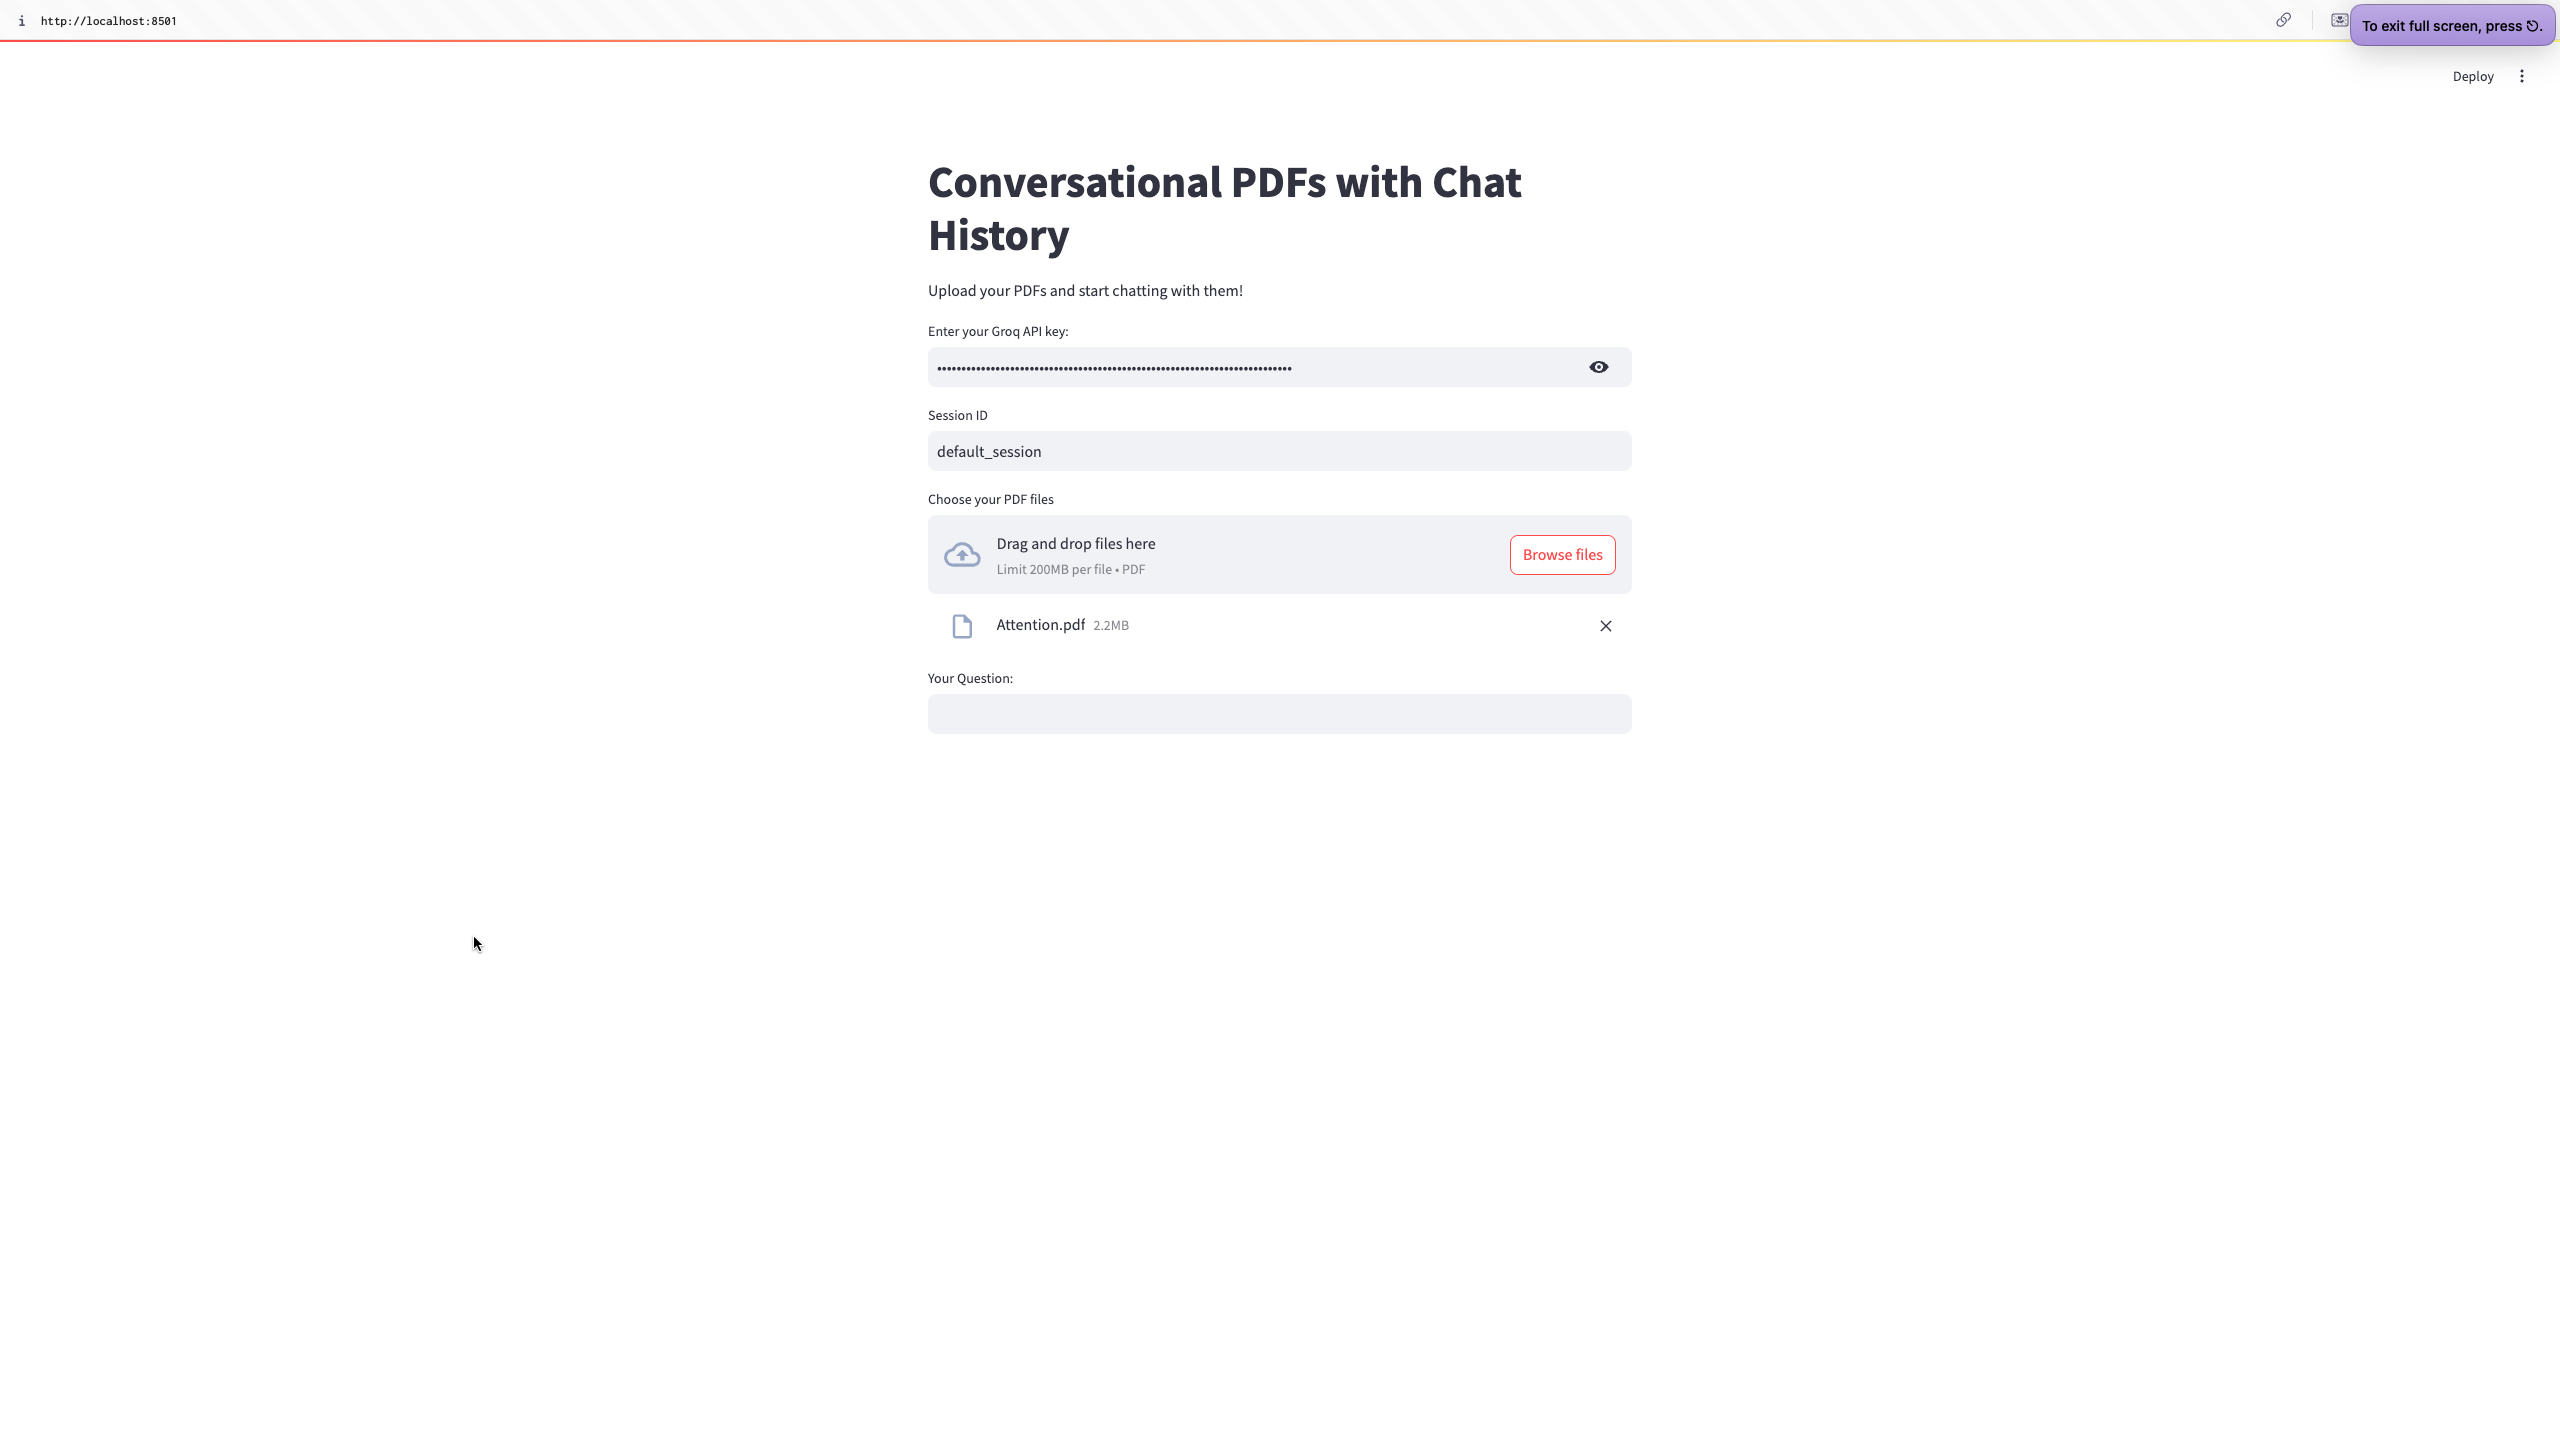 i http://localhost:8501
To exit full screen, press ⎋.
Deploy
Conversational PDFs with Chat
History
Upload your PDFs and start chatting with them!
Enter your Groq API key:
Session ID
default_session
Choose your PDF files
Drag and drop files here
Limit 200MB per file • PDF
Browse files
Attention.pdf 2.2MB
Your Question: